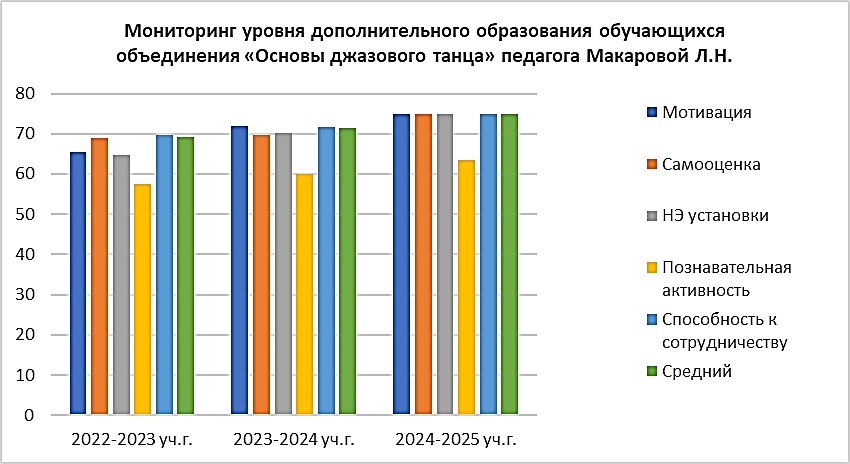 Мониторинг уровня дополнительного образования обучающихся
объединения «Основы джазового танца» педагога Макаровой Л.Н.
80
70
60
50
40
30
20
10
0
2022-2023 уч.г.
2023-2024 уч.г.
2024-2025 уч.г.
Мотивация
Самооценка
НЭ установки
Познавательная
активность
Способность к
сотрудничеству
Средний